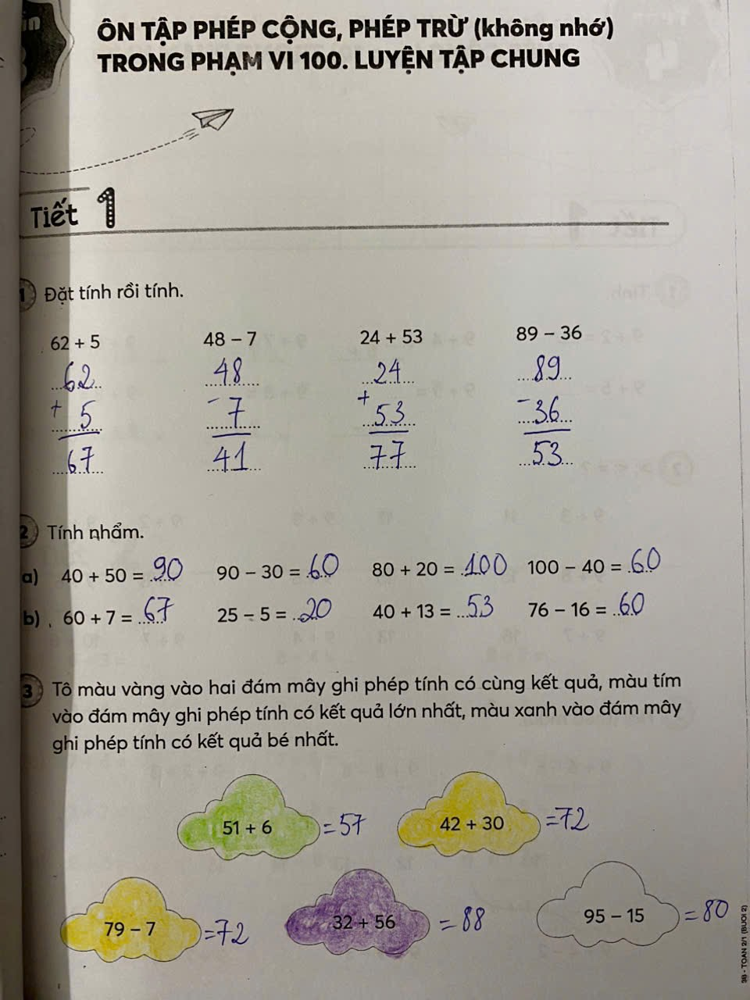 ÔN TẬP PHÉP CỘNG, PHÉP TRỪ (không nhớ)
TRONG PHẠM VI 100. LUYỆN TẬP CHUNG
Tiết 1
1 Đặt tính rồi tính.
62 + 5 48 – 7 24 + 53 89 – 36
62 48 24 89
+ 5 – 7 + 53 – 36
67 41 77 53
2 Tính nhẩm.
a) 40 + 50 = 90 90 – 30 = 60 80 + 20 = 100 100 – 40 = 60
b) 60 + 7 = 67 25 – 5 = 20 40 + 13 = 53 76 – 16 = 60
3 Tô màu vàng vào hai đám mây ghi phép tính có cùng kết quả, màu tím
vào đám mây ghi phép tính có kết quả lớn nhất, màu xanh vào đám mây
ghi phép tính có kết quả bé nhất.
51 + 6 = 57 42 + 30 = 72
79 – 7 = 72 32 + 56 = 88 95 – 15 = 80
3B - TOAN 2/1 (BUOI 2)